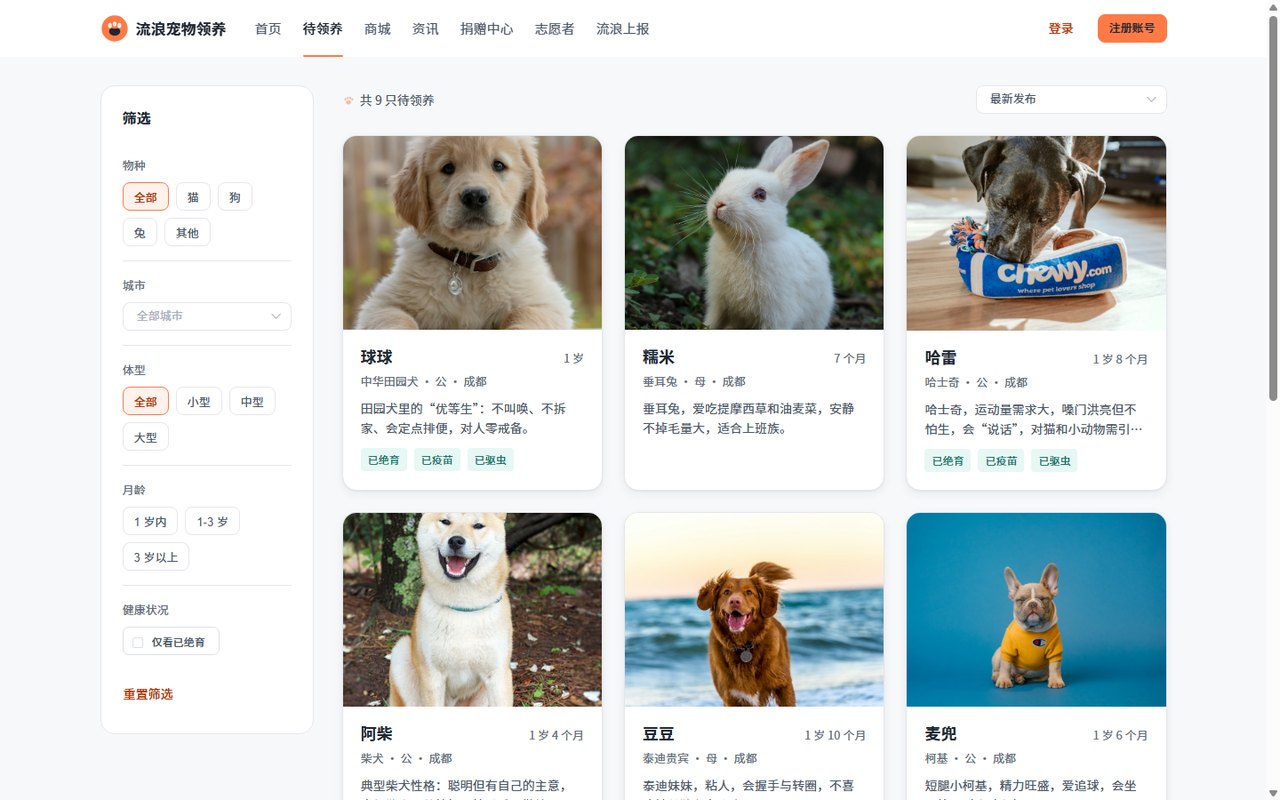 流浪宠物领养
首页
待领养
商城
资讯
捐赠中心
志愿者
流浪上报
登录
注册账号
筛选
物种
全部
猫
狗
兔
其他
城市
全部城市
体型
全部
小型
中型
大型
月龄
1 岁内
1-3 岁
3 岁以上
健康状况
仅看已绝育
重置筛选
共 9 只待领养
最新发布
球球
1 岁
中华田园犬 · 公 · 成都
田园犬里的“优等生”：不叫唤、不拆
家、会定点排便，对人零戒备。
已绝育
已疫苗
已驱虫
糯米
7 个月
垂耳兔 · 母 · 成都
垂耳兔，爱吃提摩西草和油麦菜，安静
不掉毛量大，适合上班族。
chewy.com
where pet lovers shop
哈雷
1 岁 8 个月
哈士奇 · 公 · 成都
哈士奇，运动量需求大，嗓门洪亮但不
怕生，会“说话”，对猫和小动物需引…
已绝育
已疫苗
已驱虫
阿柴
1 岁 4 个月
柴犬 · 公 · 成都
典型柴犬性格：聪明但有自己的主意，
豆豆
1 岁 10 个月
泰迪贵宾 · 母 · 成都
泰迪妹妹，粘人，会握手与转圈，不喜
麦兜
1 岁 6 个月
柯基 · 公 · 成都
短腿小柯基，精力旺盛，爱追球，会坐